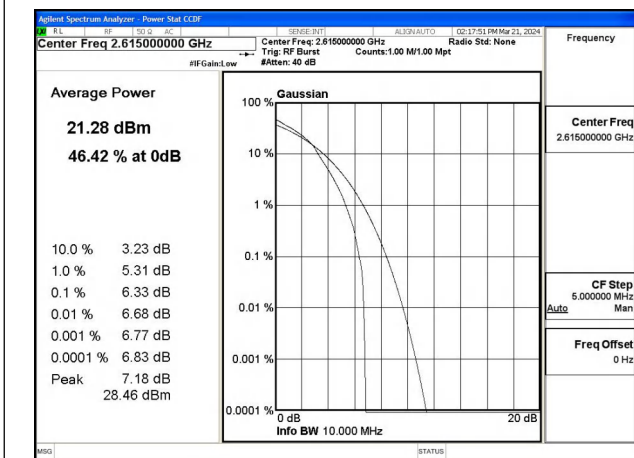 Agilent Spectrum Analyzer - Power Stat CCDF
RL RF 50 Ω AC SENSE:INT ALIGN AUTO 02:17:51 PM Mar 21, 2024
Center Freq 2.615000000 GHz
Center Freq: 2.615000000 GHz Radio Std: None
Trig: RF Burst Counts:1.00 M/1.00 Mpt
#IFGain:Low #Atten: 40 dB
Frequency
Average Power
21.28 dBm
46.42 % at 0dB
10.0 % 3.23 dB
1.0 % 5.31 dB
0.1 % 6.33 dB
0.01 % 6.68 dB
0.001 % 6.77 dB
0.0001 % 6.83 dB
Peak 7.18 dB
28.46 dBm
Gaussian
100 %
10 %
1 %
0.1 %
0.01 %
0.001 %
0.0001 %
0 dB 20 dB
Info BW 10.000 MHz
Center Freq
2.615000000 GHz
CF Step
5.000000 MHz
Auto Man
Freq Offset
0 Hz
MSG STATUS